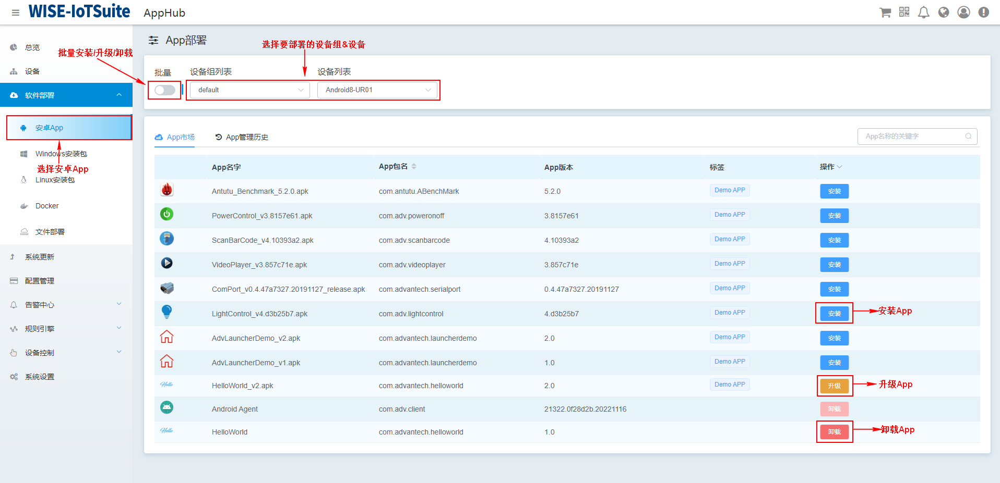 WISE-IoTSuite AppHub
总览
设备
软件部署
安卓App
Windows安装包
选择安卓App
Linux安装包
Docker
文件部署
系统更新
配置管理
告警中心
规则引擎
设备控制
系统设置
App部署
批量安装/升级/卸载
选择要部署的设备组&设备
批量 设备组列表 设备列表
default Android8-UR01
App市场 App管理历史 App名称的关键字
App名字 App包名 App版本 标签 操作
Antutu_Benchmark_5.2.0.apk com.antutu.ABenchMark 5.2.0 Demo APP 安装
PowerControl_v3.8157e61.apk com.adv.poweronoff 3.8157e61 Demo APP 安装
ScanBarCode_v4.10393a2.apk com.adv.scanbarcode 4.10393a2 Demo APP 安装
VideoPlayer_v3.857c71e.apk com.adv.videoplayer 3.857c71e Demo APP 安装
ComPort_v0.4.47a7327.20191127_release.apk com.advantech.serialport 0.4.47a7327.20191127 Demo APP 安装
LightControl_v4.d3b25b7.apk com.adv.lightcontrol 4.d3b25b7 Demo APP 安装 安装App
AdvLauncherDemo_v2.apk com.advantech.launcherdemo 2.0 Demo APP 安装
AdvLauncherDemo_v1.apk com.advantech.launcherdemo 1.0 Demo APP 安装
Hello HelloWorld_v2.apk com.advantech.helloworld 2.0 Demo APP 升级 升级App
Android Agent com.adv.client 21322.0f28d2b.20221116 卸载
Hello HelloWorld com.advantech.helloworld 1.0 卸载 卸载App